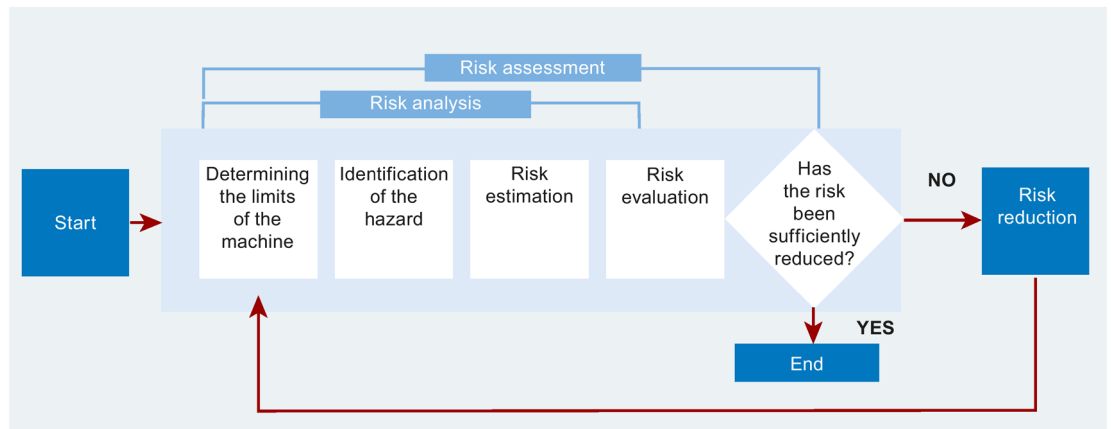 Risk assessment
Risk analysis
Start
Determining
the limits
of the
machine
Identification
of the
hazard
Risk
estimation
Risk
evaluation
Has
the risk
been
sufficiently
reduced?
NO
Risk
reduction
YES
End